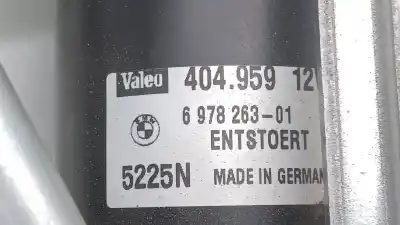 Valeo 404.959 12
6 978 263-01
ENTSTOERT
5225N MADE IN GERMAN